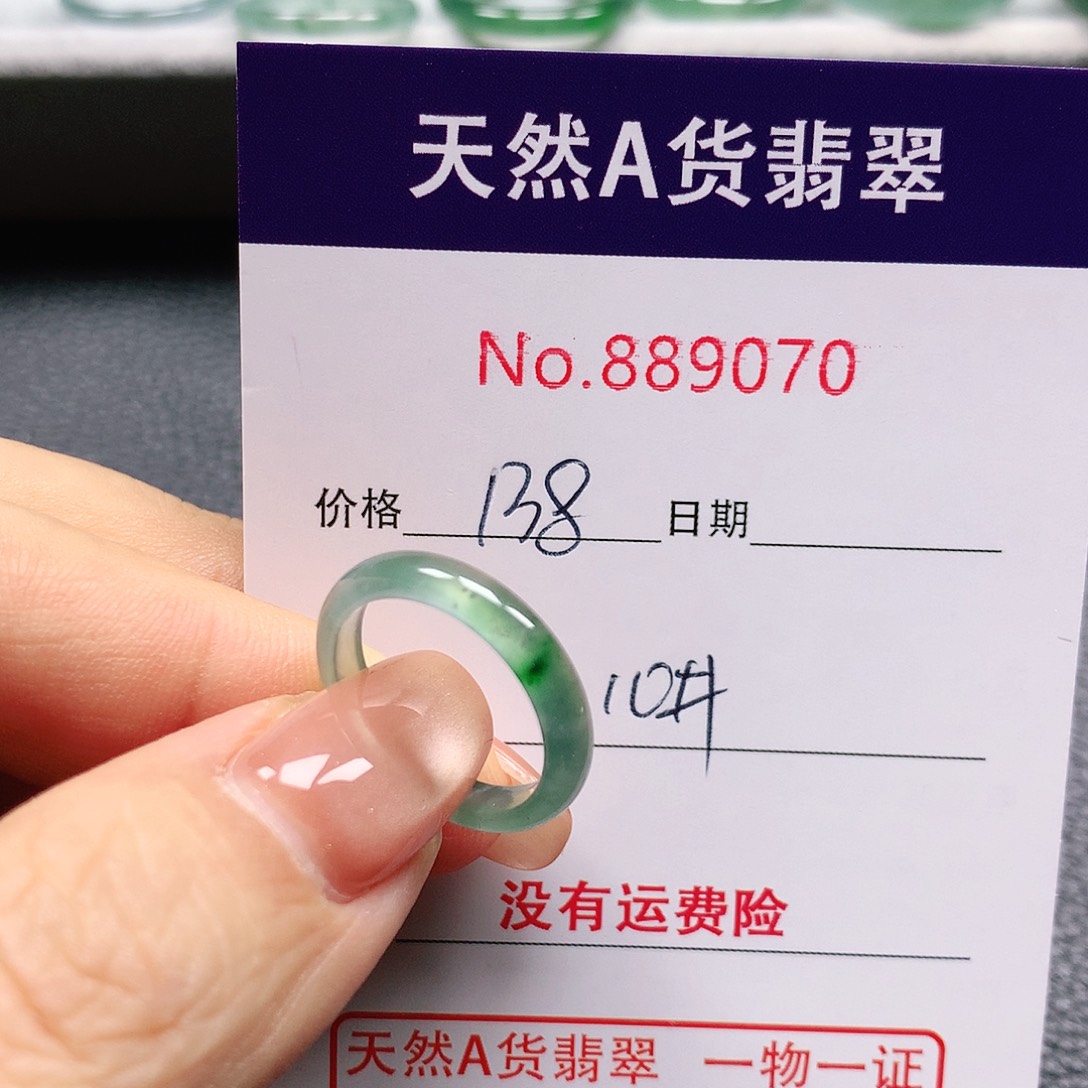 天然A货翡翠
No.889070
价格 138 日期
10#
没有运费险
天然A货翡翠 一物一证